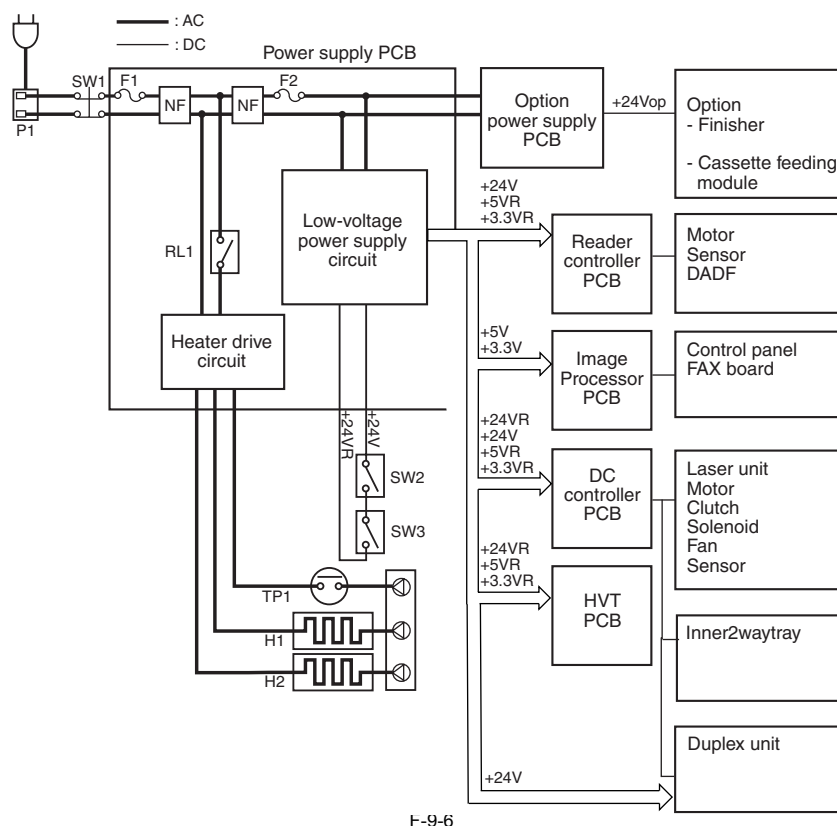 : AC
: DC
Power supply PCB
P1
SW1
F1
NF
NF
F2
Option
power supply
PCB
+24Vop
Option
- Finisher
- Cassette feeding
module
RL1
Low-voltage
power supply
circuit
+24V
+5VR
+3.3VR
Reader
controller
PCB
Motor
Sensor
DADF
Heater drive
circuit
+5V
+3.3V
Image
Processor
PCB
Control panel
FAX board
+24VR
+24V
SW2
SW3
+24VR
+24V
+5VR
+3.3VR
DC
controller
PCB
Laser unit
Motor
Clutch
Solenoid
Fan
Sensor
TP1
H1
H2
+24VR
+5VR
+3.3VR
HVT
PCB
Inner2waytray
+24V
Duplex unit
F-9-6